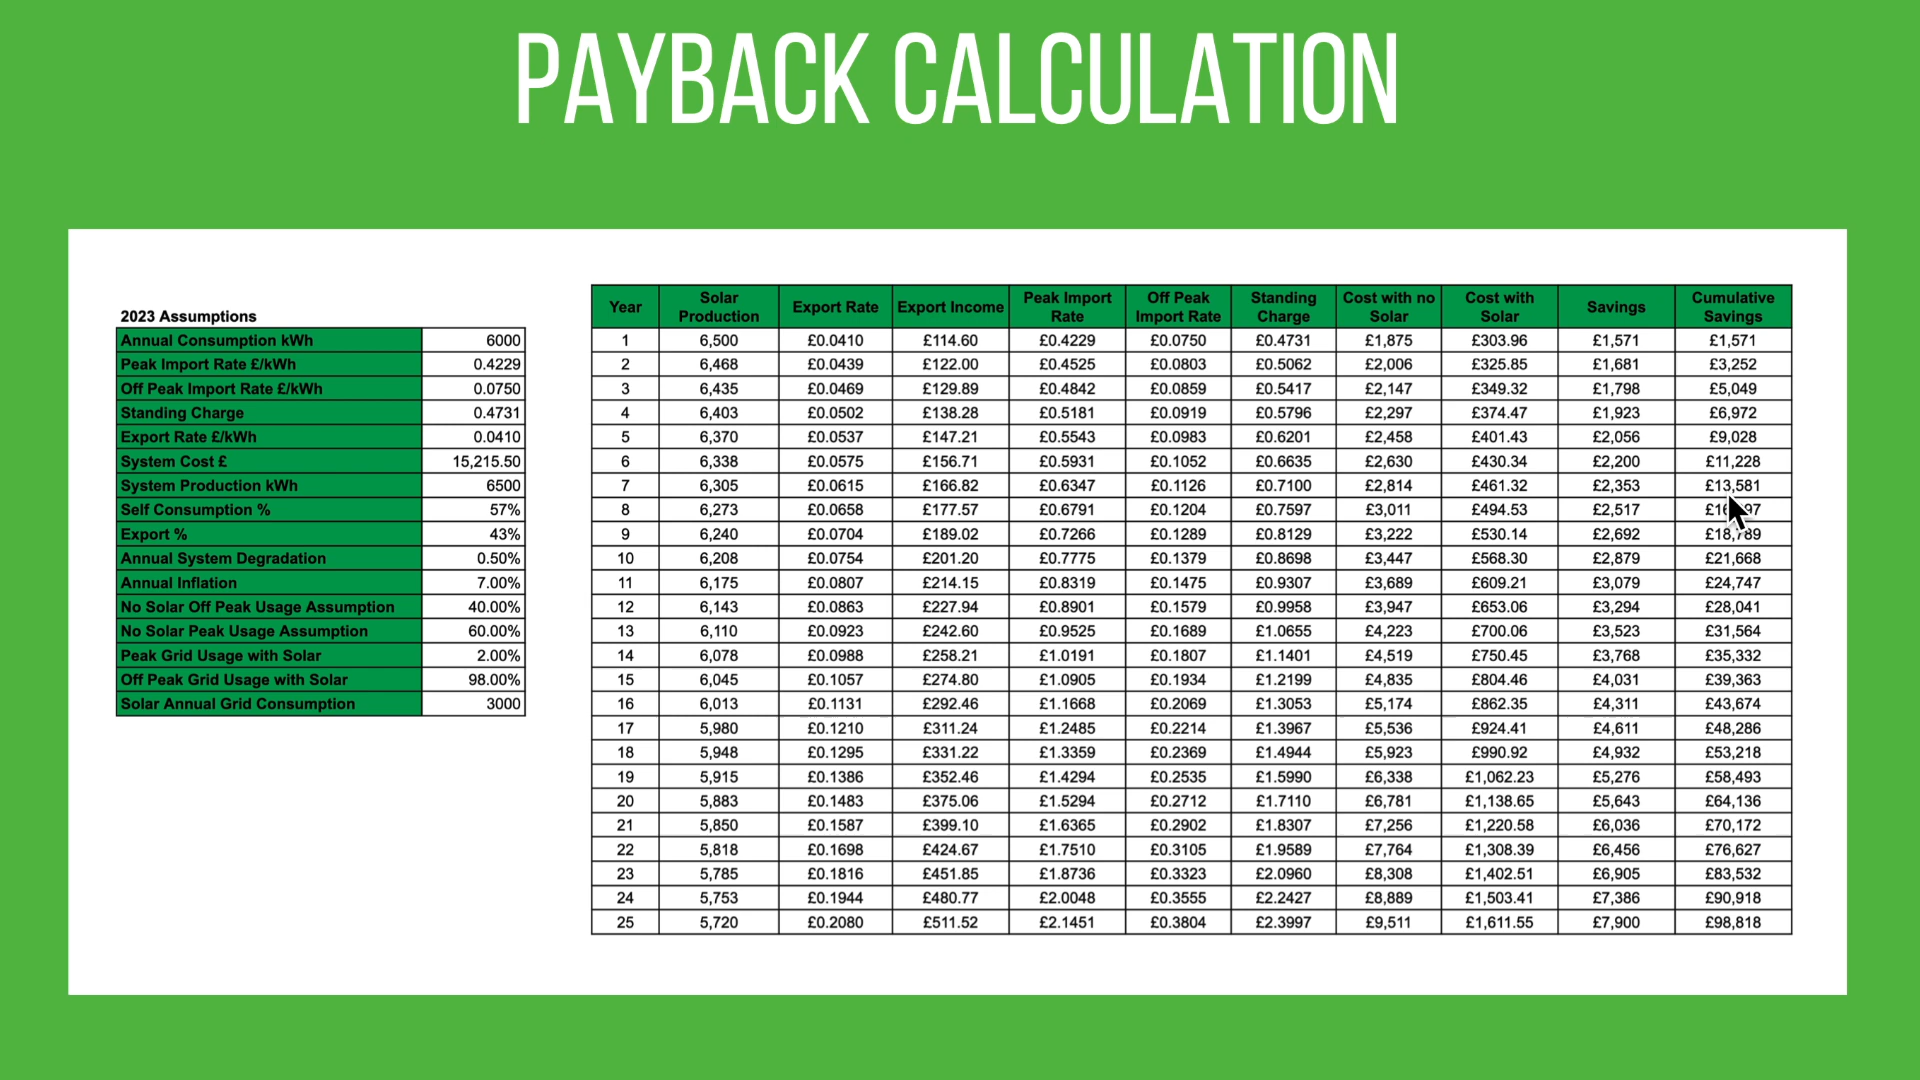 PAYBACK CALCULATION
2023 Assumptions
Annual Consumption kWh 6000
Peak Import Rate £/kWh 0.4229
Off Peak Import Rate £/kWh 0.0750
Standing Charge 0.4731
Export Rate £/kWh 0.0410
System Cost £ 15,215.50
System Production kWh 6500
Self Consumption % 57%
Export % 43%
Annual System Degradation 0.50%
Annual Inflation 7.00%
No Solar Off Peak Usage Assumption 40.00%
No Solar Peak Usage Assumption 60.00%
Peak Grid Usage with Solar 2.00%
Off Peak Grid Usage with Solar 98.00%
Solar Annual Grid Consumption 3000
Year Solar Production Export Rate Export Income Peak Import Rate Off Peak Import Rate Standing Charge Cost with no Solar Cost with Solar Savings Cumulative Savings
1 6,500 £0.0410 £114.60 £0.4229 £0.0750 £0.4731 £1,875 £303.96 £1,571 £1,571
2 6,468 £0.0439 £122.00 £0.4525 £0.0803 £0.5062 £2,006 £325.85 £1,681 £3,252
3 6,435 £0.0469 £129.89 £0.4842 £0.0859 £0.5417 £2,147 £349.32 £1,798 £5,049
4 6,403 £0.0502 £138.28 £0.5181 £0.0919 £0.5796 £2,297 £374.47 £1,923 £6,972
5 6,370 £0.0537 £147.21 £0.5543 £0.0983 £0.6201 £2,458 £401.43 £2,056 £9,028
6 6,338 £0.0575 £156.71 £0.5931 £0.1052 £0.6635 £2,630 £430.34 £2,200 £11,228
7 6,305 £0.0615 £166.82 £0.6347 £0.1126 £0.7100 £2,814 £461.32 £2,353 £13,581
8 6,273 £0.0658 £177.57 £0.6791 £0.1204 £0.7597 £3,011 £494.53 £2,517
9 6,240 £0.0704 £189.02 £0.7266 £0.1289 £0.8129 £3,222 £530.14 £2,692 £18,789
10 6,208 £0.0754 £201.20 £0.7775 £0.1379 £0.8698 £3,447 £568.30 £2,879 £21,668
11 6,175 £0.0807 £214.15 £0.8319 £0.1475 £0.9307 £3,689 £609.21 £3,079 £24,747
12 6,143 £0.0863 £227.94 £0.8901 £0.1579 £0.9958 £3,947 £653.06 £3,294 £28,041
13 6,110 £0.0923 £242.60 £0.9525 £0.1689 £1.0655 £4,223 £700.06 £3,523 £31,564
14 6,078 £0.0988 £258.21 £1.0191 £0.1807 £1.1401 £4,519 £750.45 £3,768 £35,332
15 6,045 £0.1057 £274.80 £1.0905 £0.1934 £1.2199 £4,835 £804.46 £4,031 £39,363
16 6,013 £0.1131 £292.46 £1.1668 £0.2069 £1.3053 £5,174 £862.35 £4,311 £43,674
17 5,980 £0.1210 £311.24 £1.2485 £0.2214 £1.3967 £5,536 £924.41 £4,611 £48,286
18 5,948 £0.1295 £331.22 £1.3359 £0.2369 £1.4944 £5,923 £990.92 £4,932 £53,218
19 5,915 £0.1386 £352.46 £1.4294 £0.2535 £1.5990 £6,338 £1,062.23 £5,276 £58,493
20 5,883 £0.1483 £375.06 £1.5294 £0.2712 £1.7110 £6,781 £1,138.65 £5,643 £64,136
21 5,850 £0.1587 £399.10 £1.6365 £0.2902 £1.8307 £7,256 £1,220.58 £6,036 £70,172
22 5,818 £0.1698 £424.67 £1.7510 £0.3105 £1.9589 £7,764 £1,308.39 £6,456 £76,627
23 5,785 £0.1816 £451.85 £1.8736 £0.3323 £2.0960 £8,308 £1,402.51 £6,905 £83,532
24 5,753 £0.1944 £480.77 £2.0048 £0.3555 £2.2427 £8,889 £1,503.41 £7,386 £90,918
25 5,720 £0.2080 £511.52 £2.1451 £0.3804 £2.3997 £9,511 £1,611.55 £7,900 £98,818